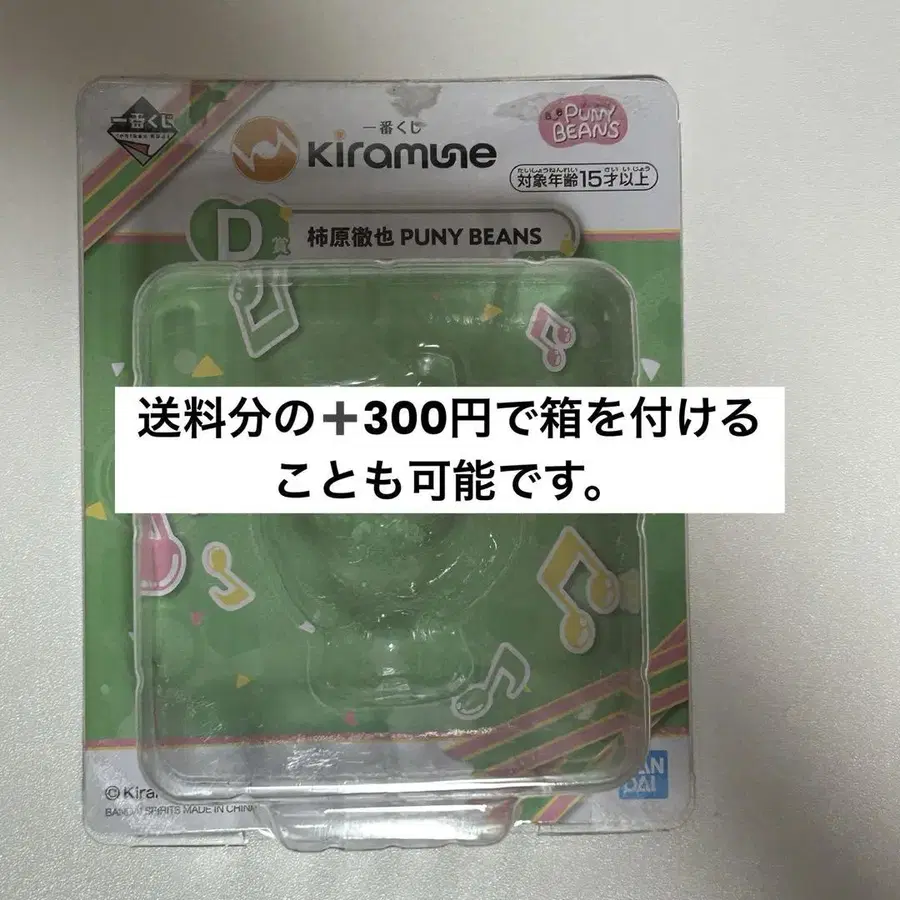 一番くじ
一番くじ
Kiramune
PUNY
BEANS
たいしょうねんれい さいいじょう
対象年齢15才以上
D賞 柿原徹也 PUNY BEANS
送料分の➕300円で箱を付ける
ことも可能です。
BANDAI SPIRITS MADE IN CHINA
BAN
DAI